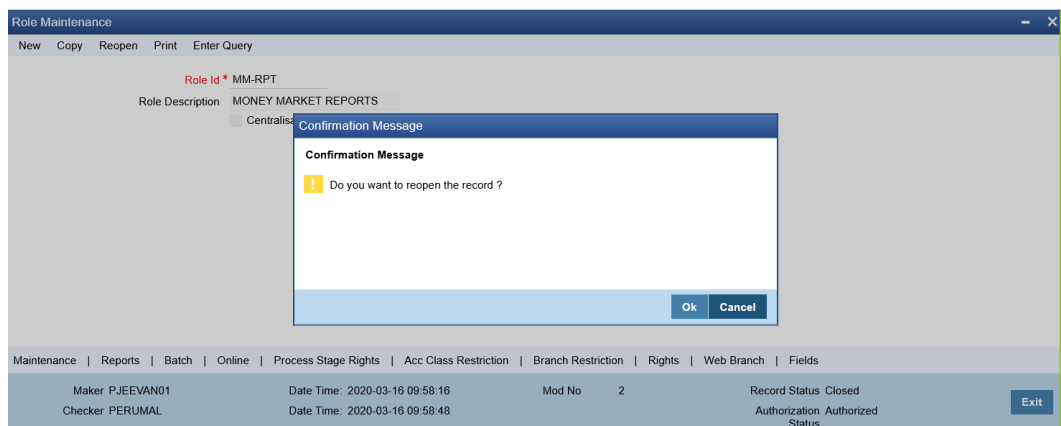 Role Maintenance
New Copy Reopen Print Enter Query
Role Id * MM-RPT
Role Description MONEY MARKET REPORTS
Centralisa
Confirmation Message
Confirmation Message
! Do you want to reopen the record ?
Ok Cancel
Maintenance | Reports | Batch | Online | Process Stage Rights | Acc Class Restriction | Branch Restriction | Rights | Web Branch | Fields
Maker PJEEVAN01 Date Time: 2020-03-16 09:58:16 Mod No 2 Record Status Closed
Checker PERUMAL Date Time: 2020-03-16 09:58:48 Authorization Authorized
Status
Exit